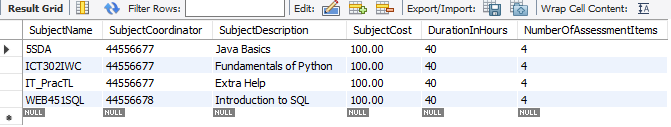 Result Grid Filter Rows: Edit: Export/Import: Wrap Cell Content:
SubjectName SubjectCoordinator SubjectDescription SubjectCost DurationInHours NumberOfAssessmentItems
5SDA 44556677 Java Basics 100.00 40 4
ICT302IWC 44556677 Fundamentals of Python 100.00 40 4
IT_PracTL 44556677 Extra Help 100.00 40 4
WEB451SQL 44556678 Introduction to SQL 100.00 40 4
NULL NULL NULL NULL NULL NULL